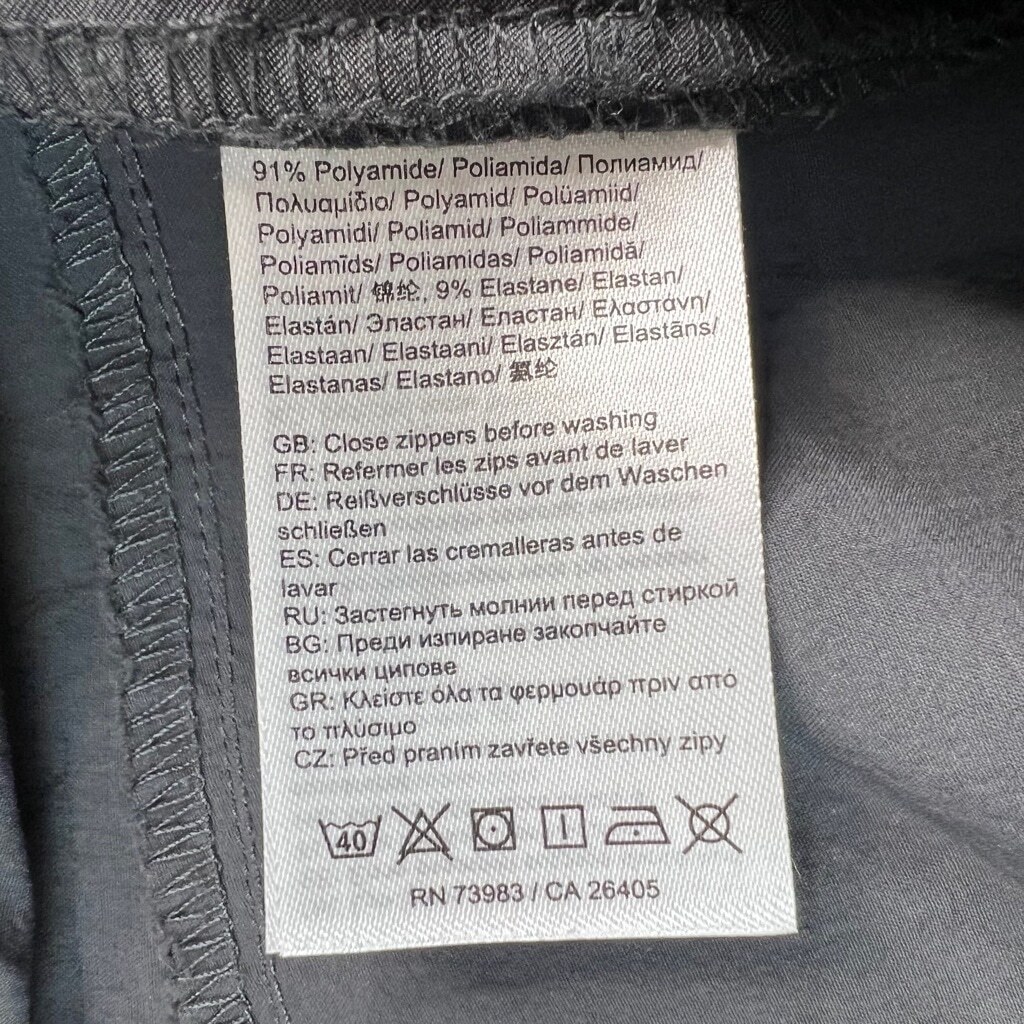 91% Polyamide/ Poliamida/ Полиамид/
Πολυαμίδιο/ Polyamid/ Polüamiid/
Polyamidi/ Poliamid/ Poliammide/
Poliamīds/ Poliamidas/ Poliamidă/
Poliamit/ 锦纶, 9% Elastane/ Elastan/
Elastán/ Эластан/ Еластан/ Ελαστανη/
Elastaan/ Elastaani/ Elasztán/ Elastāns/
Elastanas/ Elastano/ 氨纶
GB: Close zippers before washing
FR: Refermer les zips avant de laver
DE: Reißverschlüsse vor dem Waschen
schließen
ES: Cerrar las cremalleras antes de
lavar
RU: Застегнуть молнии перед стиркой
BG: Преди изпиране закопчайте
всички ципове
GR: Κλείστε όλα τα φερμουάρ πριν από
το πλύσιμο
CZ: Před praním zavřete všechny zipy
40
RN 73983 / CA 26405